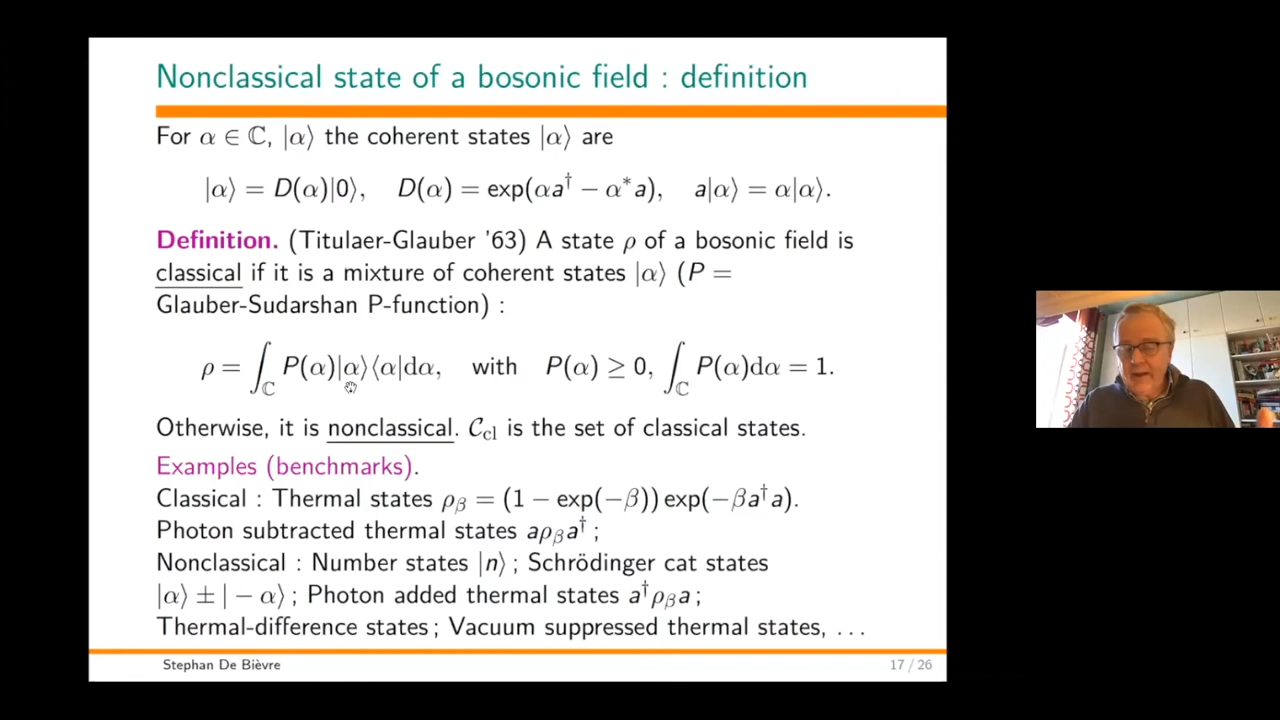 Nonclassical state of a bosonic field : definition
For α ∈ ℂ, |α⟩ the coherent states |α⟩ are
|α⟩ = D(α)|0⟩, D(α) = exp(αa† − α*a), a|α⟩ = α|α⟩.
Definition. (Titulaer-Glauber '63) A state ρ of a bosonic field is
classical if it is a mixture of coherent states |α⟩ (P =
Glauber-Sudarshan P-function) :
ρ = ∫_ℂ P(α)|α⟩⟨α|dα, with P(α) ≥ 0, ∫_ℂ P(α)dα = 1.
Otherwise, it is nonclassical. 𝒞_cl is the set of classical states.
Examples (benchmarks).
Classical : Thermal states ρ_β = (1 − exp(−β)) exp(−βa†a).
Photon subtracted thermal states aρ_βa† ;
Nonclassical : Number states |n⟩ ; Schrödinger cat states
|α⟩ ± | − α⟩ ; Photon added thermal states a†ρ_βa ;
Thermal-difference states ; Vacuum suppressed thermal states, . . .
Stephan De Bièvre 17 / 26